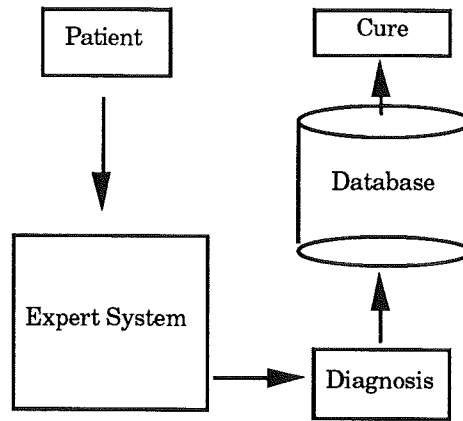 Patient
Cure
Database
Expert System
Diagnosis